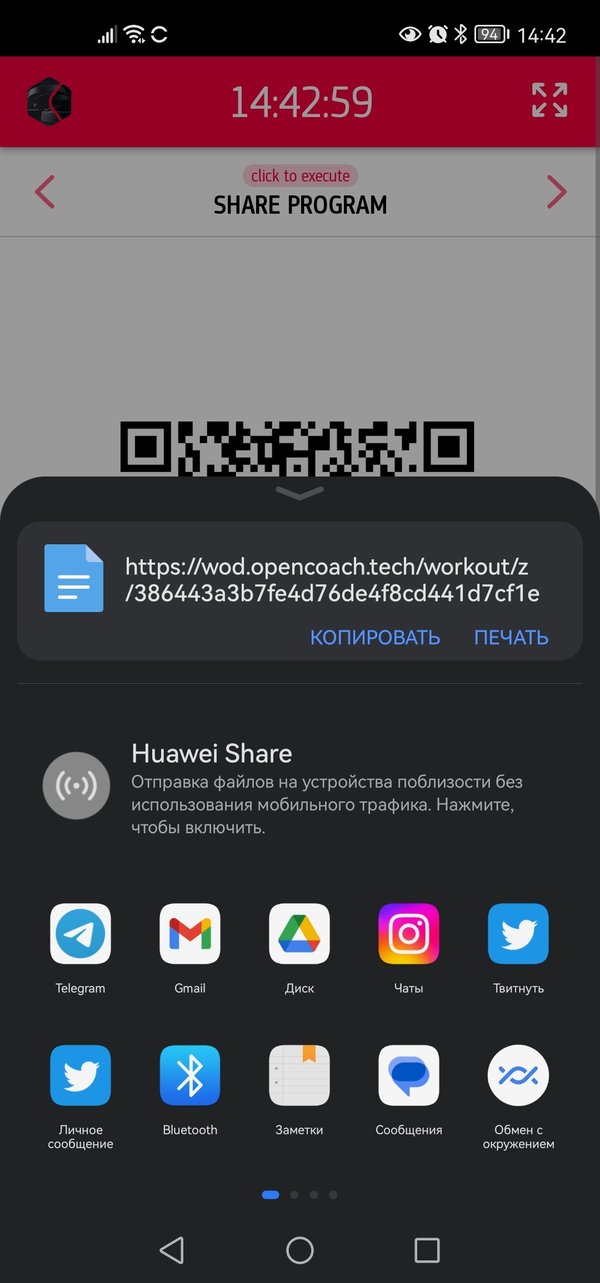 94
14:42
14:42:59
click to execute
SHARE PROGRAM
https://wod.opencoach.tech/workout/z
/386443a3b7fe4d76de4f8cd441d7cf1e
КОПИРОВАТЬ ПЕЧАТЬ
Huawei Share
Отправка файлов на устройства поблизости без
использования мобильного трафика. Нажмите,
чтобы включить.
Telegram Gmail Диск Чаты Твитнуть
Личное
сообщение
Bluetooth Заметки Сообщения
Обмен с
окружением